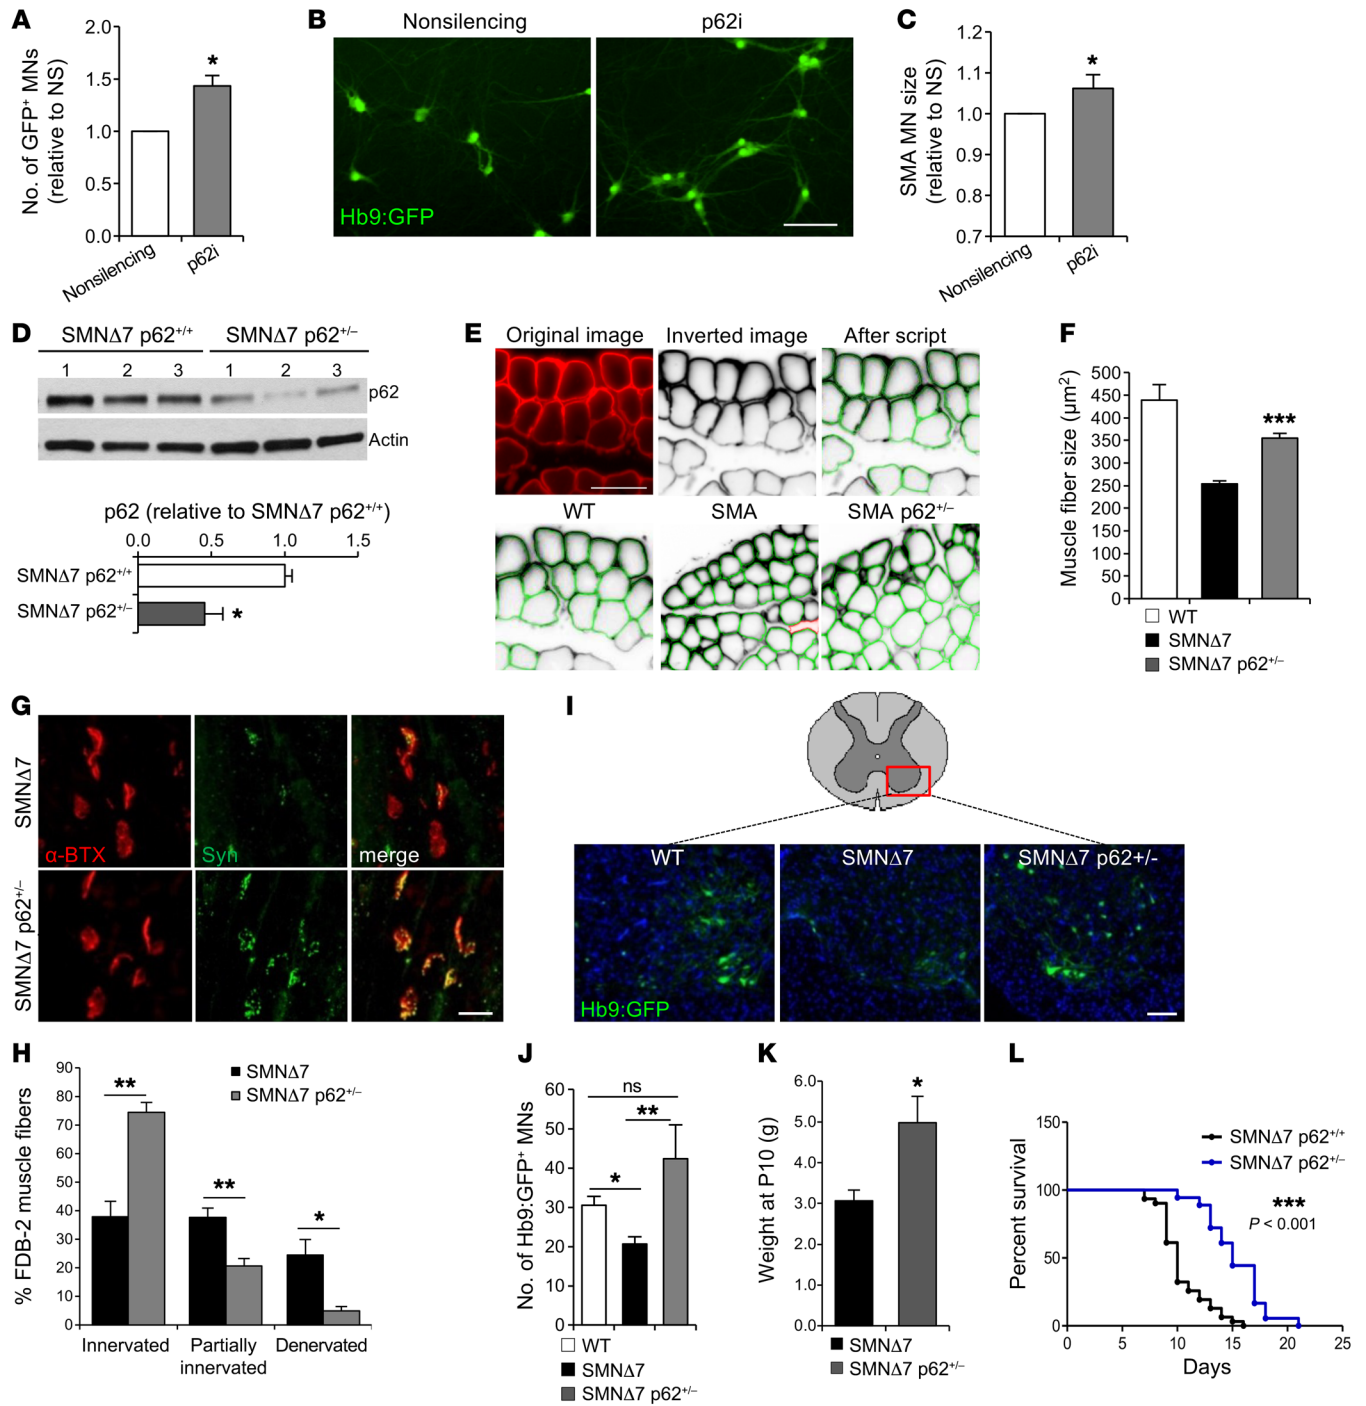 A
No. of GFP⁺ MNs
(relative to NS)
2.0
1.5
1.0
0.5
0.0
*
Nonsilencing
p62i
B
Nonsilencing
p62i
Hb9:GFP
C
SMA MN size
(relative to NS)
1.2
1.1
1.0
0.9
0.8
0.7
*
Nonsilencing
p62i
D
SMNΔ7 p62⁺/⁺
SMNΔ7 p62⁺/⁻
1 2 3 1 2 3
p62
Actin
p62 (relative to SMNΔ7 p62⁺/⁺)
0.0 0.5 1.0 1.5
SMNΔ7 p62⁺/⁺
SMNΔ7 p62⁺/⁻
*
E
Original image
Inverted image
After script
WT
SMA
SMA p62⁺/⁻
F
Muscle fiber size (µm²)
500
450
400
350
300
250
200
150
100
50
0
***
WT
SMNΔ7
SMNΔ7 p62⁺/⁻
G
SMNΔ7
α-BTX
Syn
merge
SMNΔ7 p62⁺/⁻
I
WT
SMNΔ7
SMNΔ7 p62+/-
Hb9:GFP
H
% FDB-2 muscle fibers
90
80
70
60
50
40
30
20
10
0
SMNΔ7
SMNΔ7 p62⁺/⁻
**
**
*
Innervated
Partially
innervated
Denervated
J
No. of Hb9:GFP⁺ MNs
60
50
40
30
20
10
0
ns
**
*
WT
SMNΔ7
SMNΔ7 p62⁺/⁻
K
Weight at P10 (g)
6.0
5.0
4.0
3.0
2.0
1.0
0.0
*
SMNΔ7
SMNΔ7 p62⁺/⁻
L
Percent survival
150
100
50
0
SMNΔ7 p62⁺/⁺
SMNΔ7 p62⁺/⁻
***
P < 0.001
0 5 10 15 20 25
Days